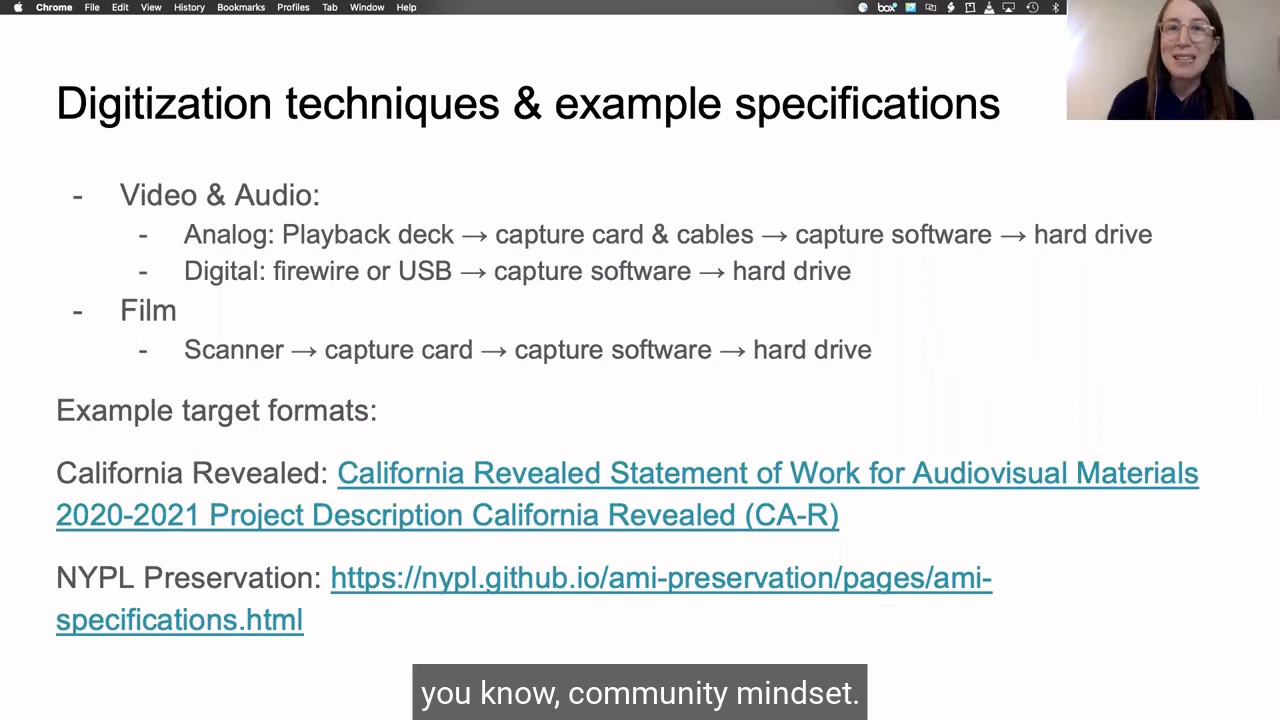 Chrome File Edit View History Bookmarks Profiles Tab Window Help box
Digitization techniques & example specifications
- Video & Audio:
- Analog: Playback deck → capture card & cables → capture software → hard drive
- Digital: firewire or USB → capture software → hard drive
- Film
- Scanner → capture card → capture software → hard drive
Example target formats:
California Revealed: California Revealed Statement of Work for Audiovisual Materials
2020-2021 Project Description California Revealed (CA-R)
NYPL Preservation: https://nypl.github.io/ami-preservation/pages/ami-
specifications.html
you know, community mindset.